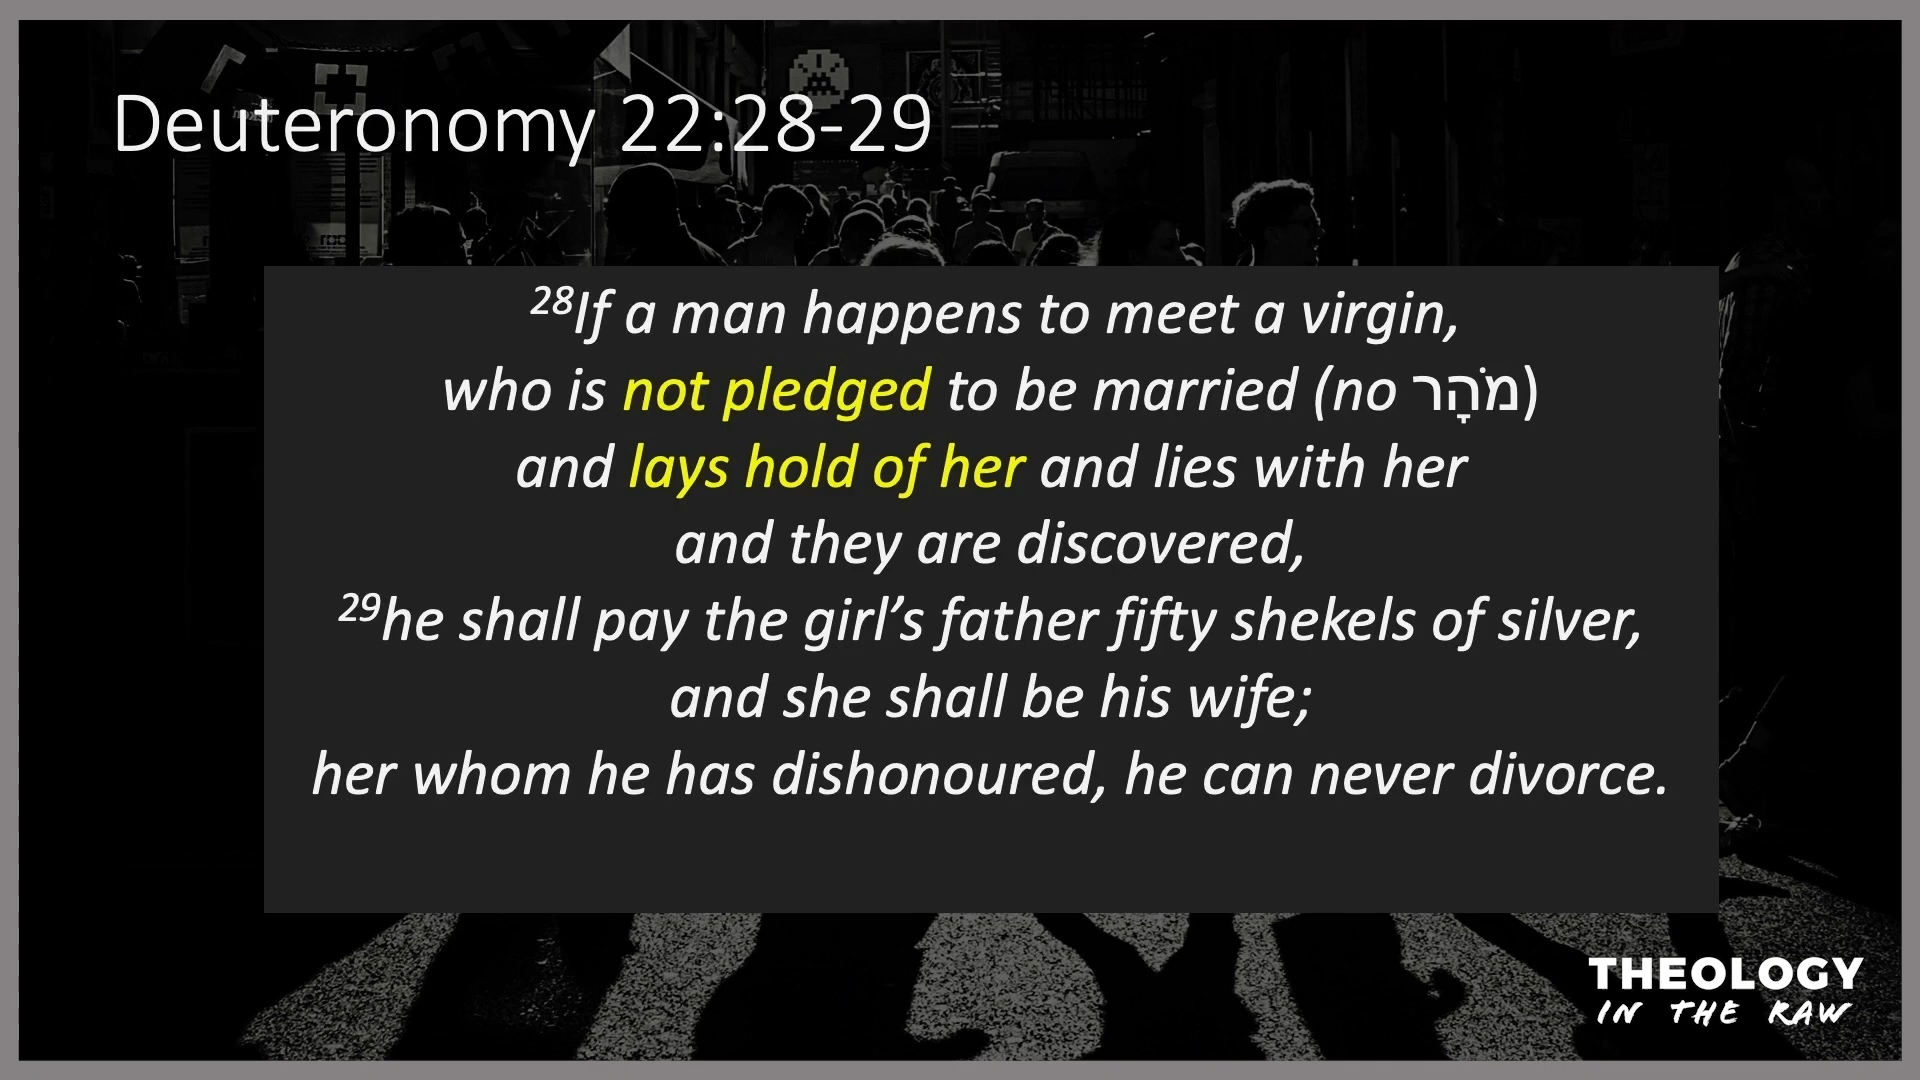 Deuteronomy 22:28-29
²⁸If a man happens to meet a virgin,
who is not pledged to be married (no מֹהָר)
and lays hold of her and lies with her
and they are discovered,
²⁹he shall pay the girl’s father fifty shekels of silver,
and she shall be his wife;
her whom he has dishonoured, he can never divorce.
THEOLOGY
IN THE RAW